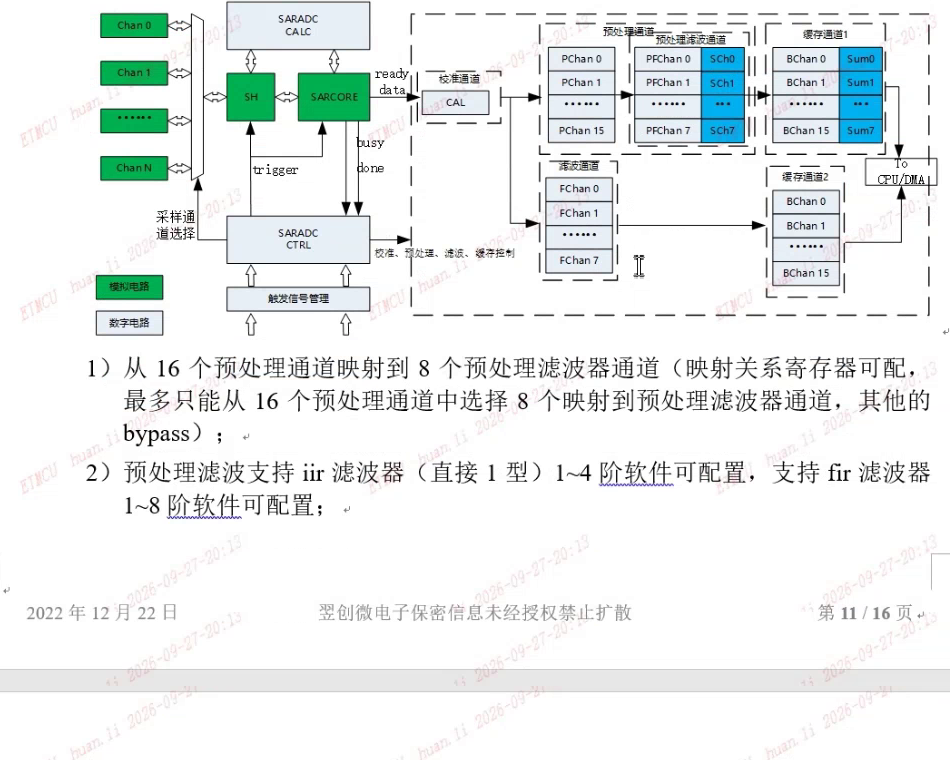 Chan 0
Chan 1
······
Chan N
SARADC
CALC
SH
SARCORE
ready
data
busy
done
trigger
采样通
道选择
SARADC
CTRL
触发信号管理
模拟电路
数字电路
校准、预处理、滤波、缓存控制
校准通道
CAL
预处理通道
PChan 0
PChan 1
······
PChan 15
预处理滤波通道
PFChan 0
SCh0
PFChan 1
SCh1
······
···
PFChan 7
SCh7
缓存通道1
BChan 0
Sum0
BChan 1
Sum1
······
···
BChan 15
Sum7
滤波通道
FChan 0
FChan 1
······
FChan 7
缓存通道2
BChan 0
BChan 1
······
BChan 15
To
CPU/DMA
1）从 16 个预处理通道映射到 8 个预处理滤波器通道（映射关系寄存器可配，
最多只能从 16 个预处理通道中选择 8 个映射到预处理滤波器通道，其他的
bypass）；
2）预处理滤波支持 iir 滤波器（直接 1 型）1~4 阶软件可配置，支持 fir 滤波器
1~8 阶软件可配置；
2022 年 12 月 22 日
翌创微电子保密信息未经授权禁止扩散
第 11 / 16 页
ETMCU huan.li 2026-09-27-20:13